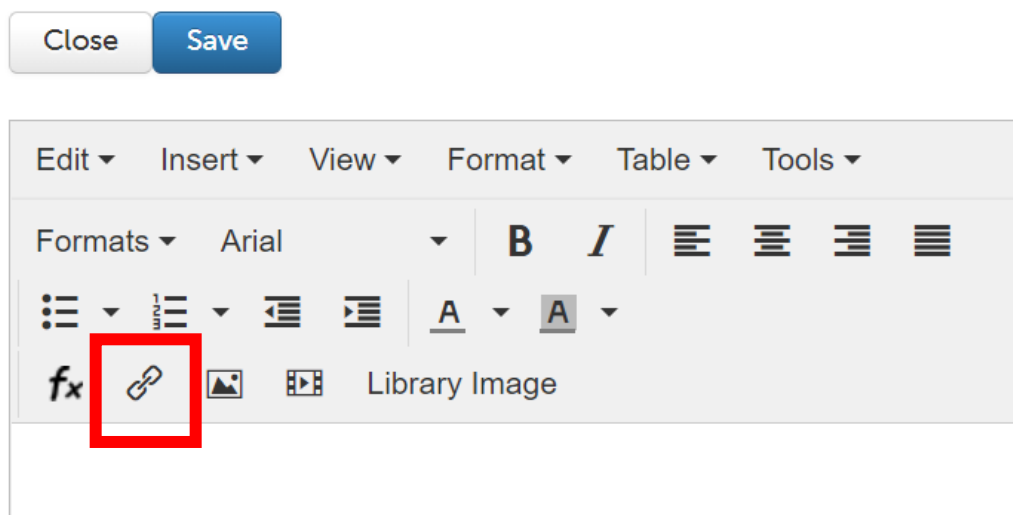 Close Save
Edit Insert View Format Table Tools
Formats Arial B I
A A
fx Library Image